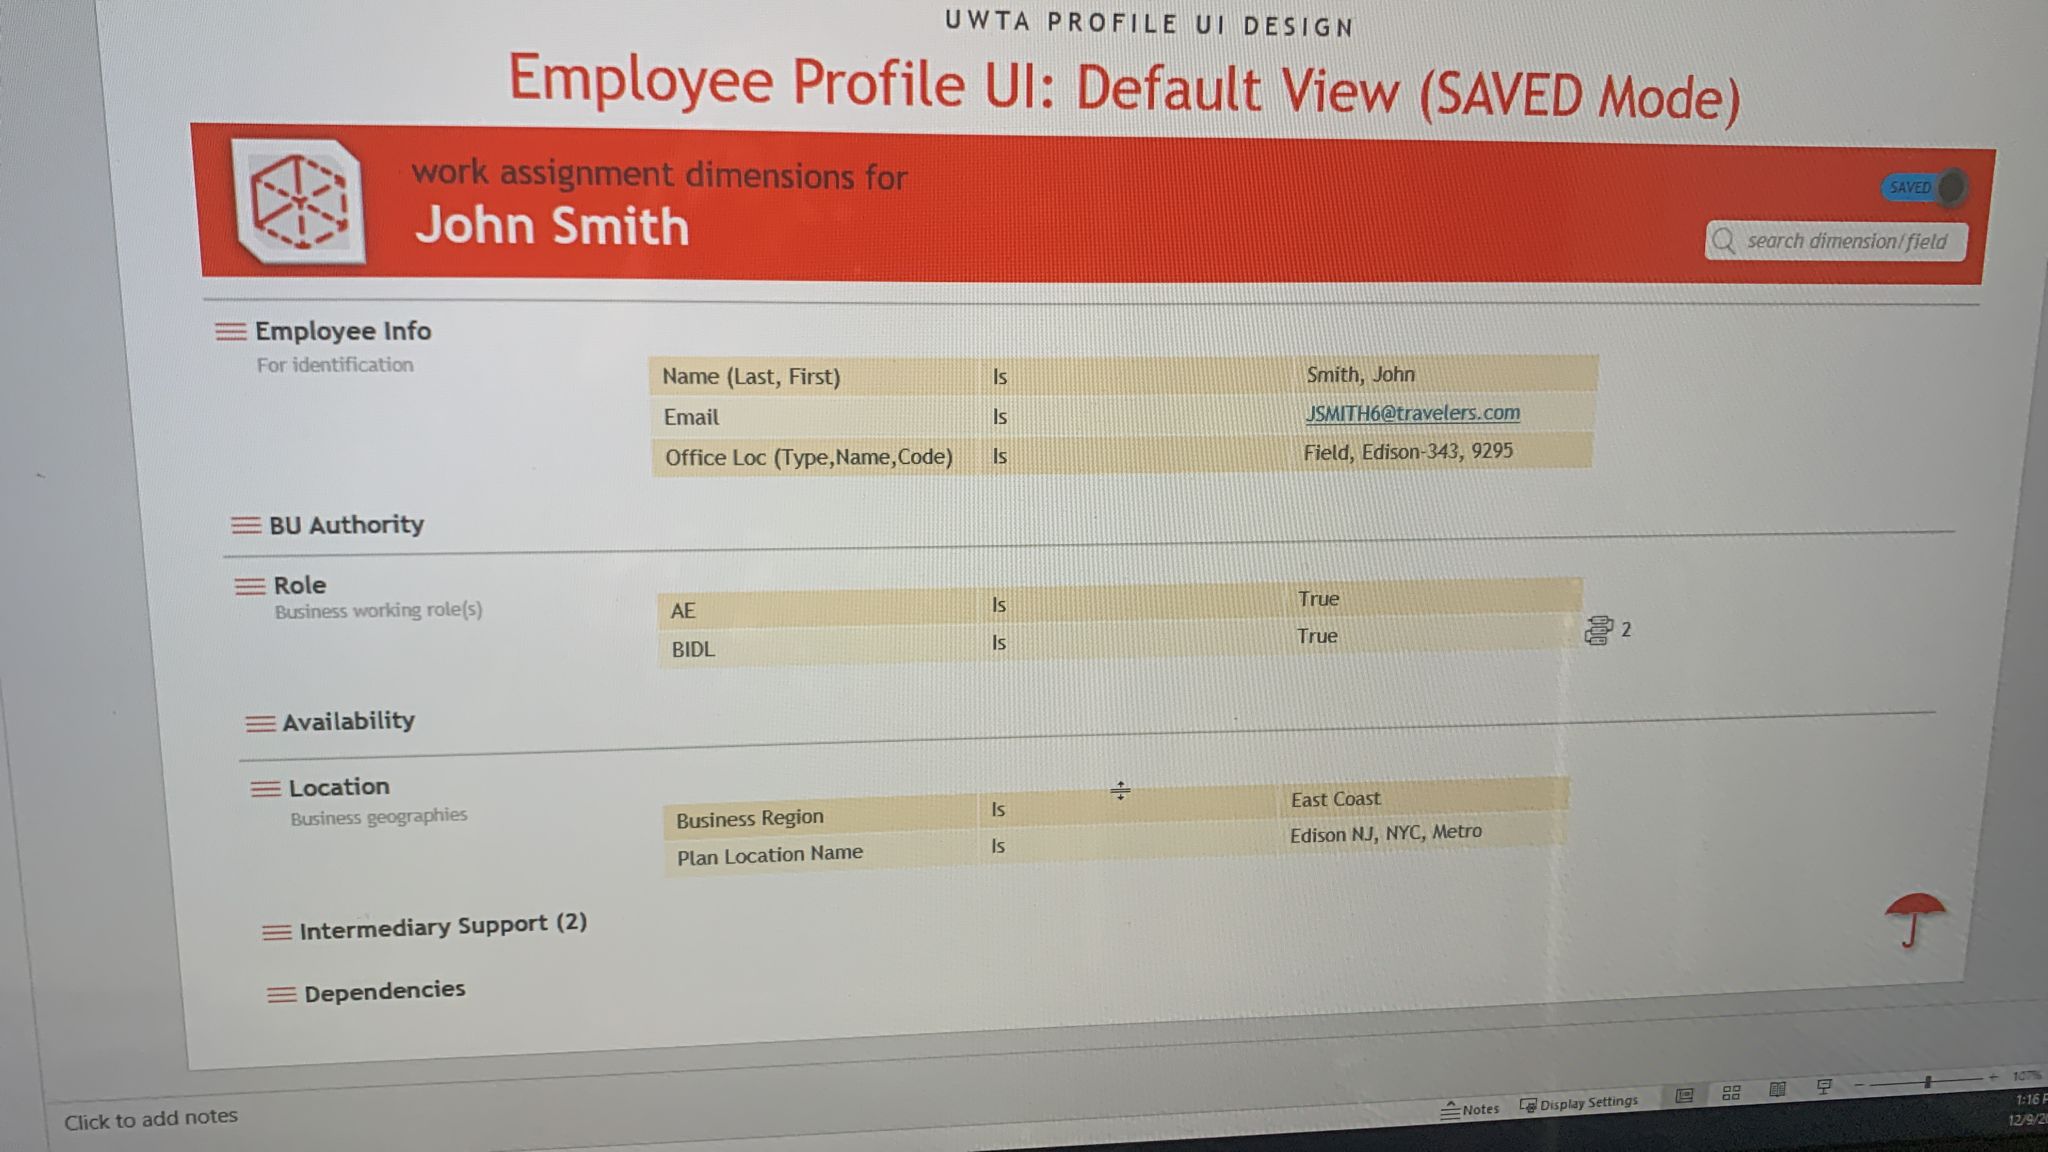 UWTA PROFILE UI DESIGN
Employee Profile UI: Default View (SAVED Mode)
work assignment dimensions for
John Smith
SAVED
search dimension/field
Employee Info
For identification
Name (Last, First) Is Smith, John
Email Is JSMITH6@travelers.com
Office Loc (Type,Name,Code) Is Field, Edison-343, 9295
BU Authority
Role
Business working role(s)
AE Is True
BIDL Is True
2
Availability
Location
Business geographies
Business Region Is East Coast
Plan Location Name Is Edison NJ, NYC, Metro
Intermediary Support (2)
Dependencies
Click to add notes
Notes Display Settings 107%
1:16
12/9/